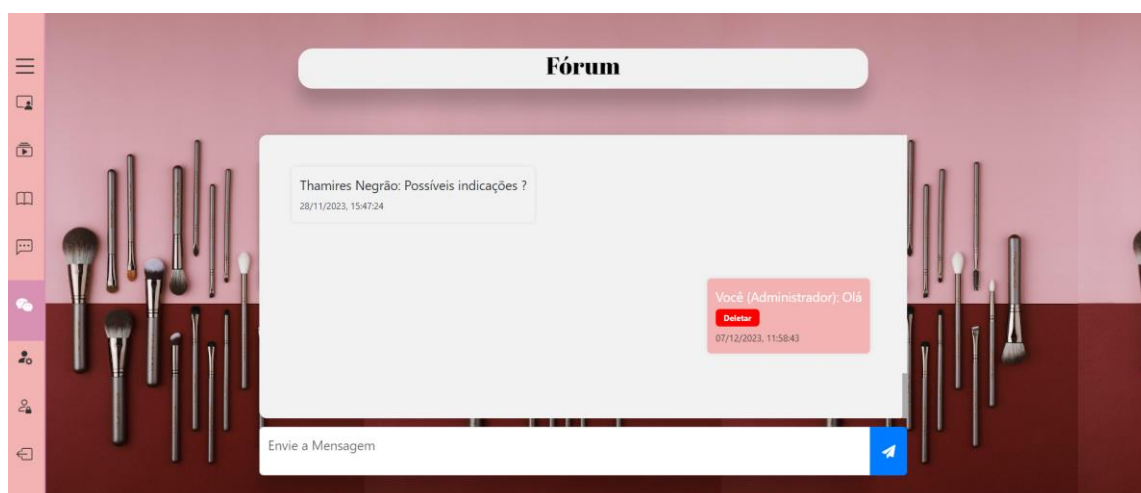 Fórum
Thamires Negrão: Possíveis indicações ?
28/11/2023, 15:47:24
Você (Administrador): Olá
Deletar
07/12/2023, 11:58:43
Envie a Mensagem